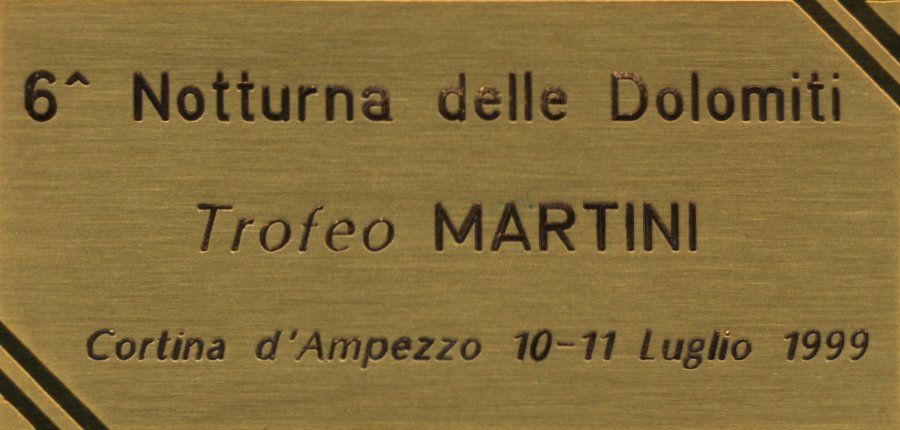 6^ Notturna delle Dolomiti
Trofeo MARTINI
Cortina d'Ampezzo 10-11 Luglio 1999